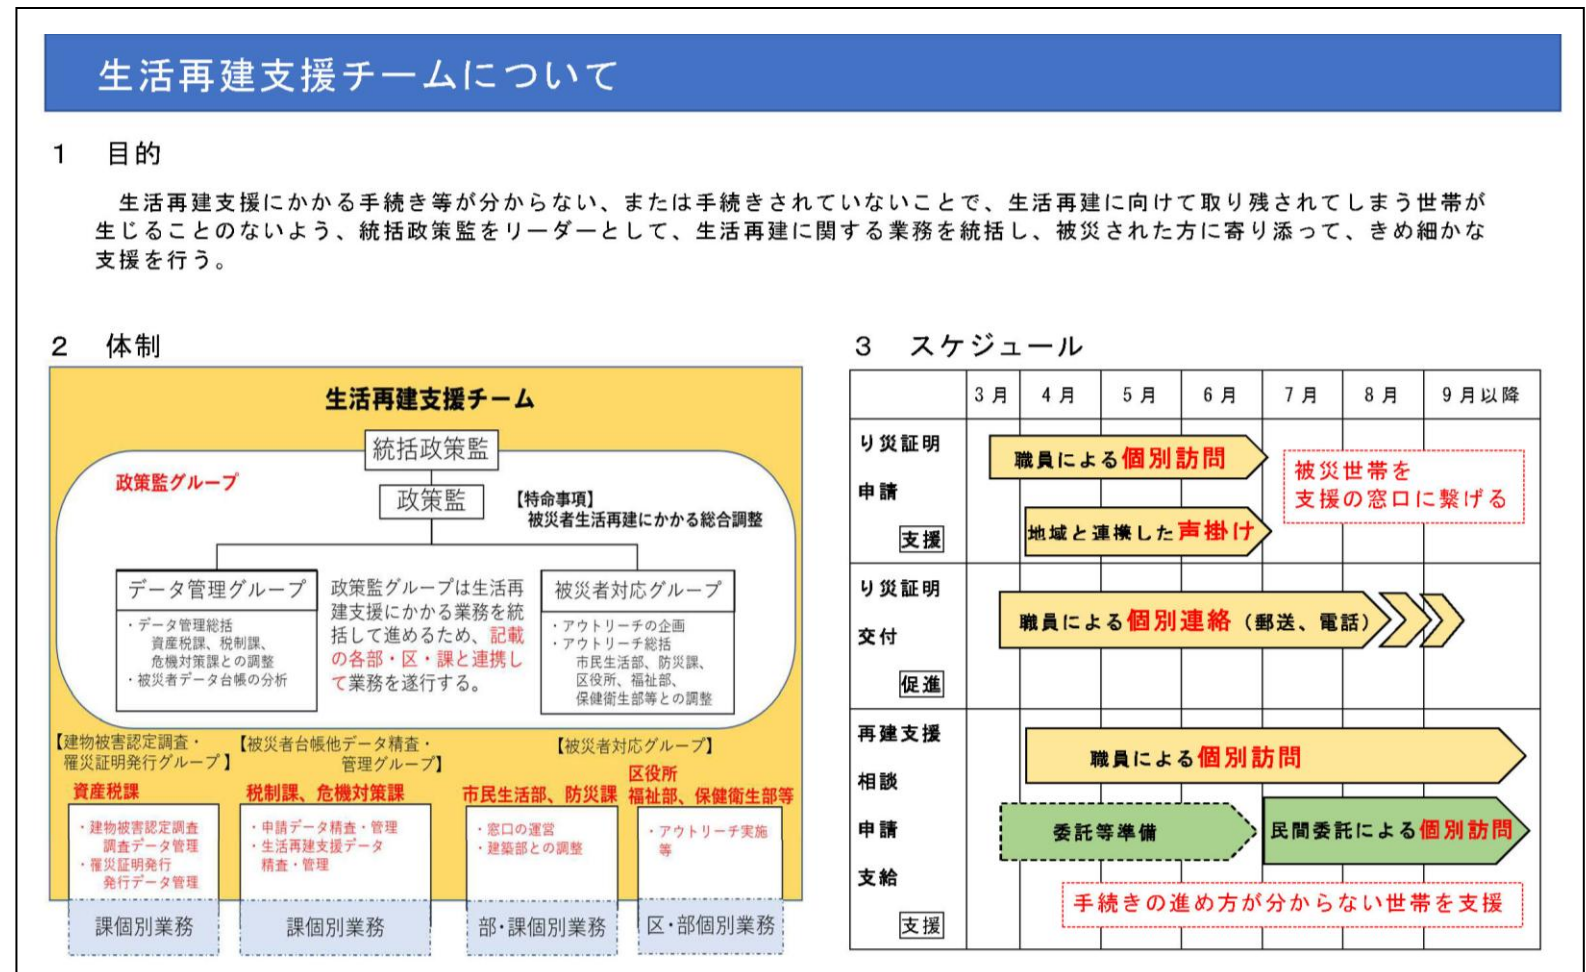 生活再建支援チームについて
1 目的
生活再建支援にかかる手続き等が分からない、または手続きされていないことで、生活再建に向けて取り残されてしまう世帯が
生じることのないよう、統括政策監をリーダーとして、生活再建に関する業務を統括し、被災された方に寄り添って、きめ細かな
支援を行う。
2 体制
生活再建支援チーム
統括政策監
政策監グループ
政策監
【特命事項】
被災者生活再建にかかる総合調整
データ管理グループ
・データ管理総括
資産税課、税制課、
危機対策課との調整
・被災者データ台帳の分析
政策監グループは生活再
建支援にかかる業務を統
括して進めるため、記載
の各部・区・課と連携し
て業務を遂行する。
被災者対応グループ
・アウトリーチの企画
・アウトリーチ総括
市民生活部、防災課、
区役所、福祉部、
保健衛生部等との調整
【建物被害認定調査・
罹災証明発行グループ】
資産税課
・建物被害認定調査
調査データ管理
・罹災証明発行
発行データ管理
課個別業務
【被災者台帳他データ精査・
管理グループ】
税制課、危機対策課
・申請データ精査・管理
・生活再建支援データ
精査・管理
課個別業務
【被災者対応グループ】
市民生活部、防災課
・窓口の運営
・建築部との調整
部・課個別業務
区役所
福祉部、保健衛生部等
・アウトリーチ実施
等
区・部個別業務
3 スケジュール
3月 4月 5月 6月 7月 8月 9月以降
り災証明
申請
支援
職員による個別訪問
地域と連携した声掛け
被災世帯を
支援の窓口に繋げる
り災証明
交付
促進
職員による個別連絡（郵送、電話）
再建支援
相談
申請
支給
支援
職員による個別訪問
委託等準備
民間委託による個別訪問
手続きの進め方が分からない世帯を支援